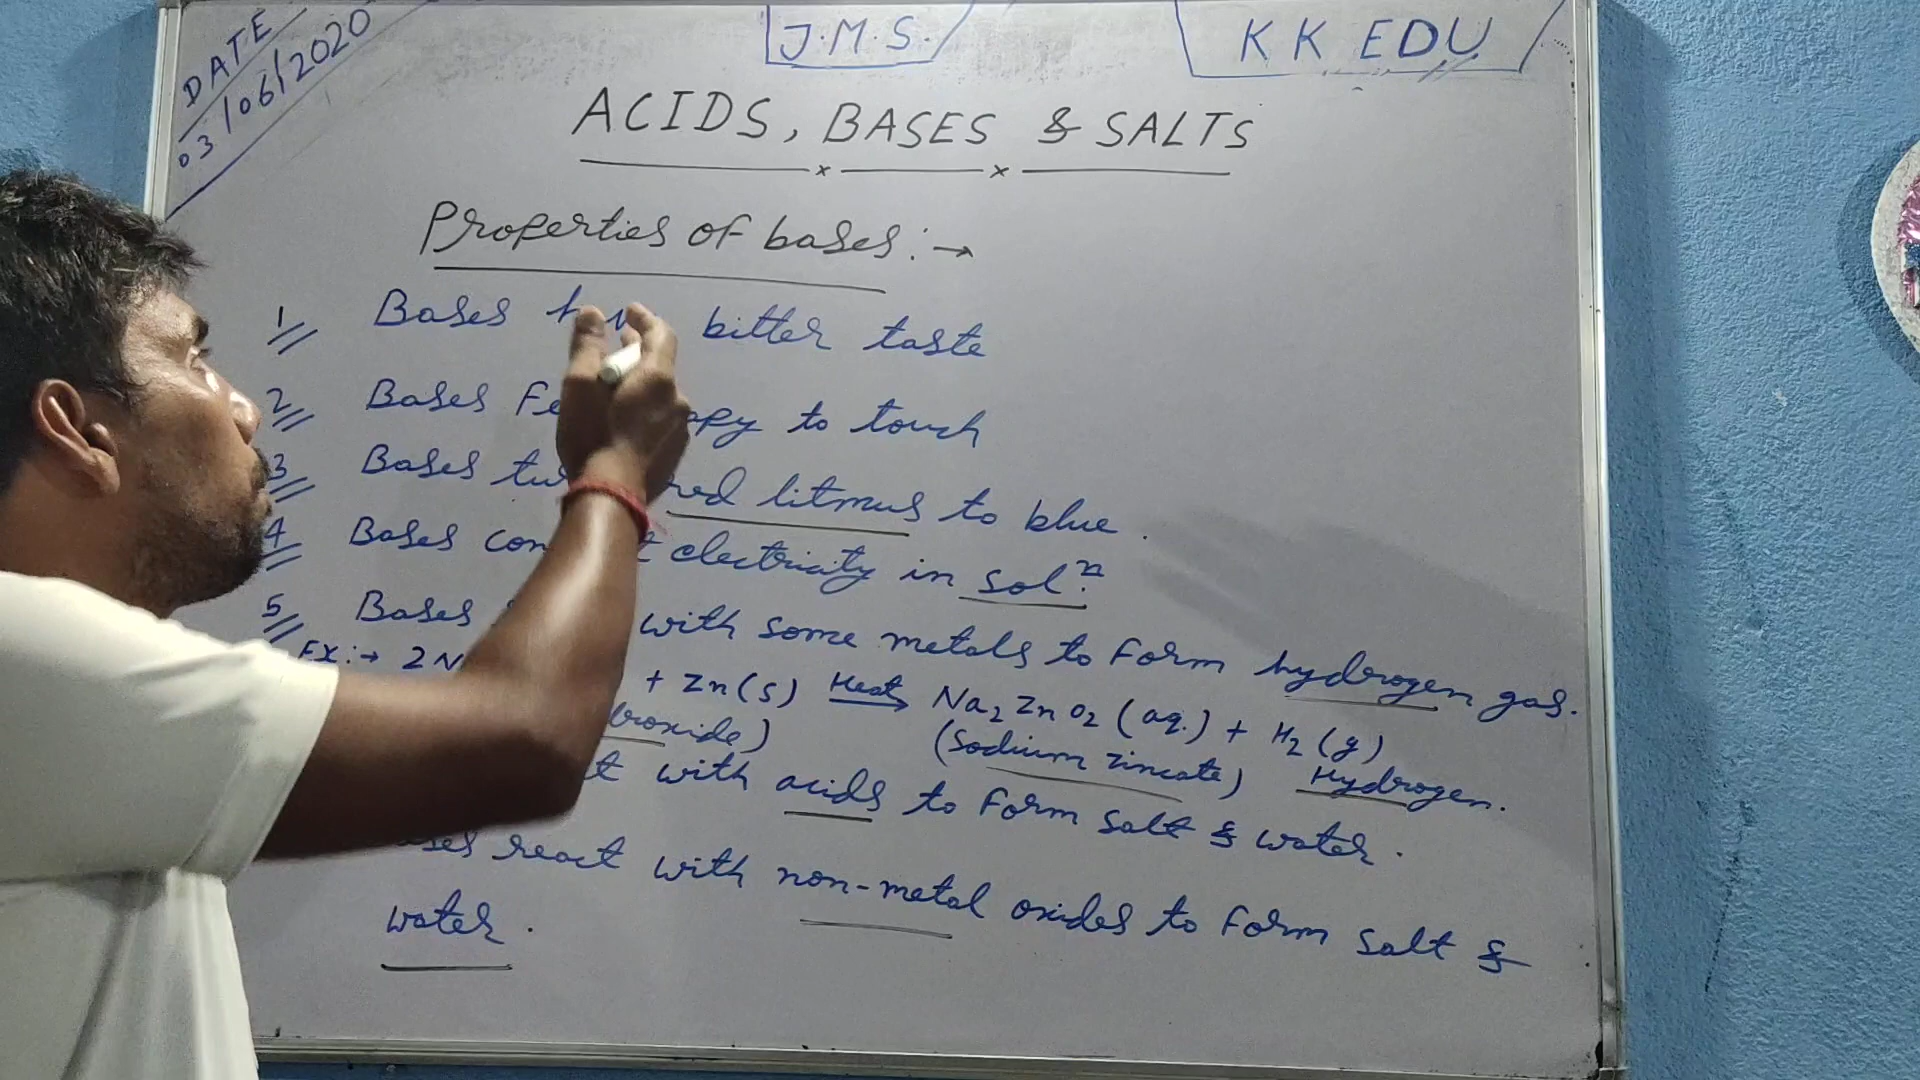 DATE
03/06/2020
J.M.S.
KK EDU
ACIDS, BASES & SALTS
Properties of bases :→
1 Bases bitter taste
2 Bases to touch
3 Bases red litmus to blue.
4 Bases electricity in solⁿ.
5 Bases with some metals to form hydrogen gas.
Ex:→ 2N + Zn(s) Heat→ Na₂ZnO₂ (aq.) + H₂ (g)
(Sodium zincate) Hydrogen.
with acids to form salt & water.
react with non-metal oxides to form salt &
water.